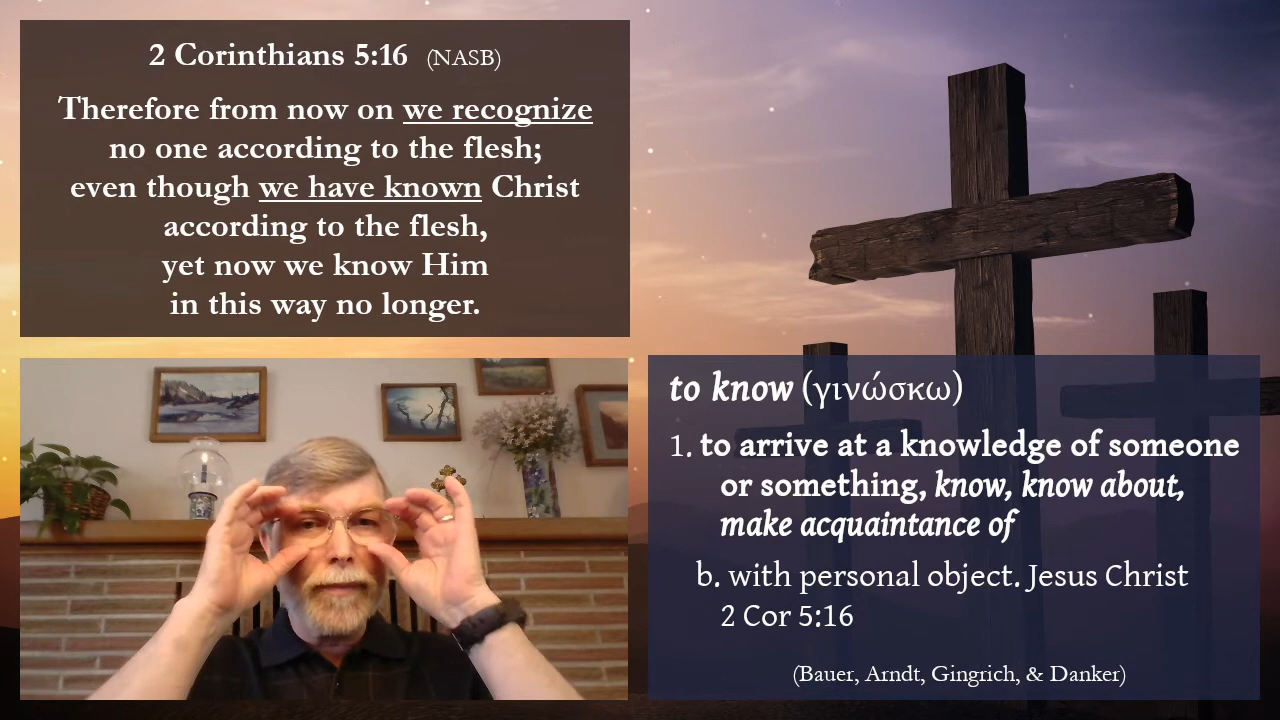 2 Corinthians 5:16 (NASB)
Therefore from now on we recognize
no one according to the flesh;
even though we have known Christ
according to the flesh,
yet now we know Him
in this way no longer.
to know (γινώσκω)
1. to arrive at a knowledge of someone
or something, know, know about,
make acquaintance of
b. with personal object. Jesus Christ
2 Cor 5:16
(Bauer, Arndt, Gingrich, & Danker)